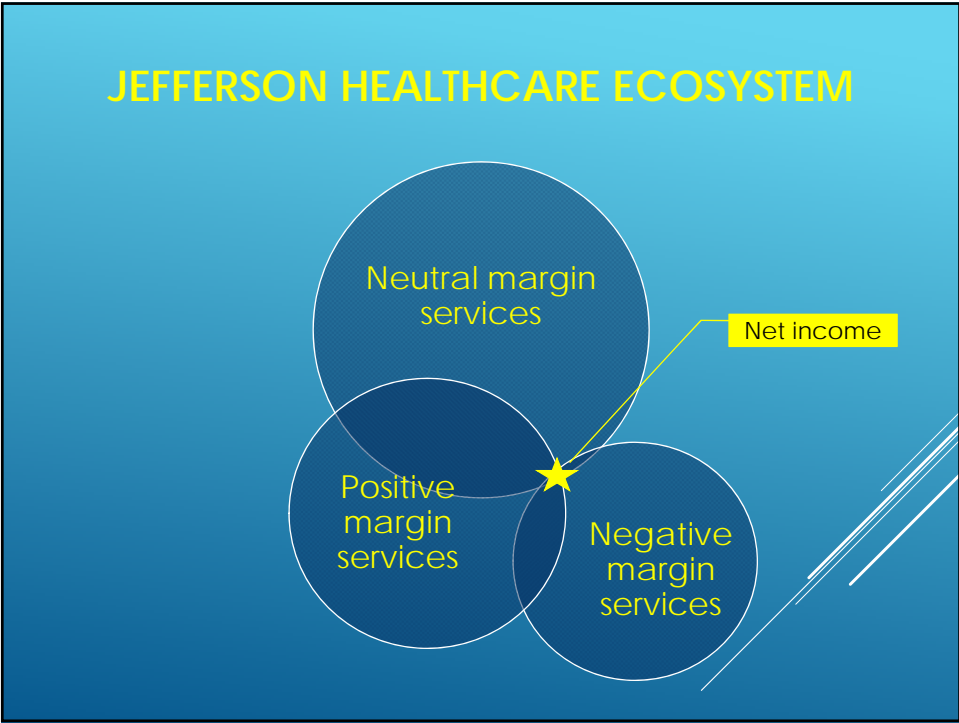 JEFFERSON HEALTHCARE ECOSYSTEM
Neutral margin
services
Net income
Positive
margin
services
Negative
margin
services